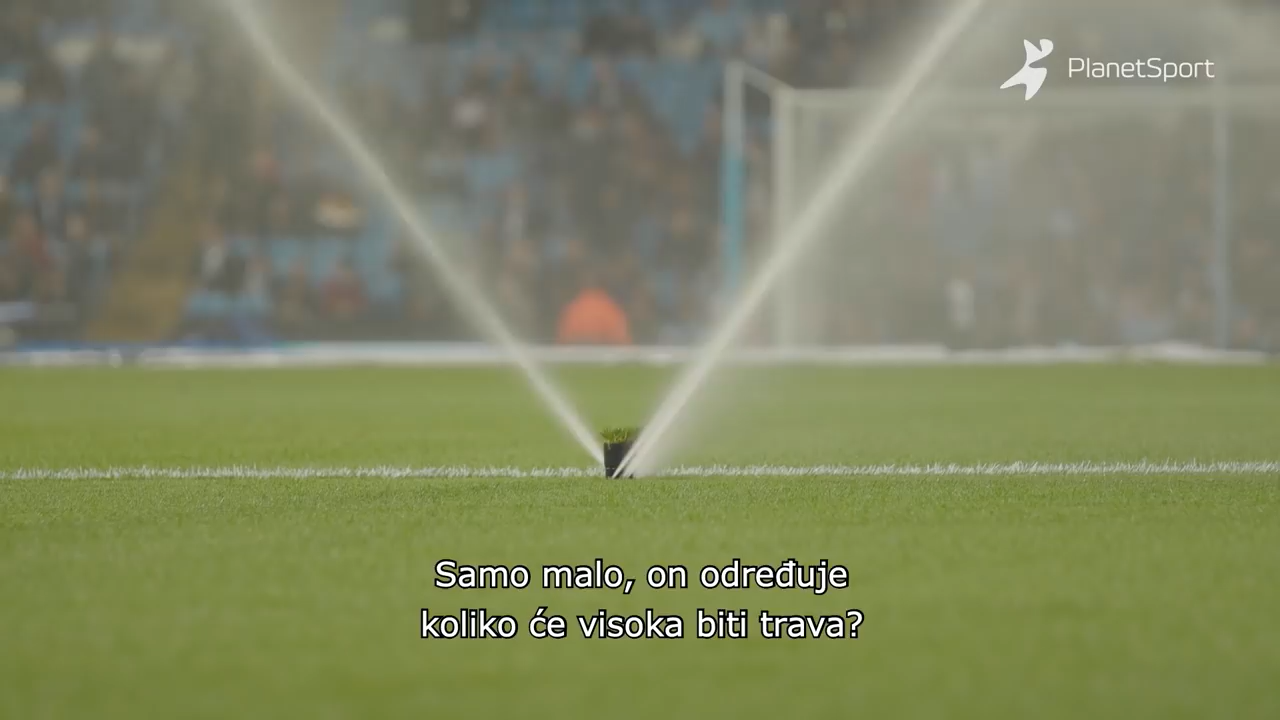 PlanetSport
Samo malo, on određuje
koliko će visoka biti trava?